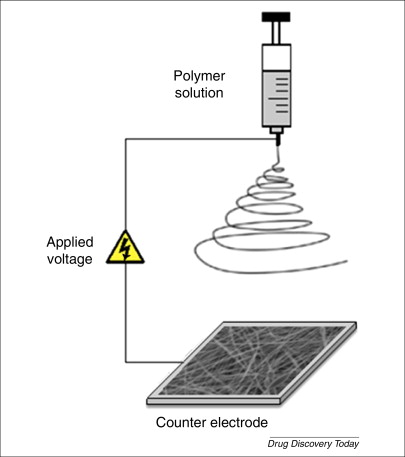 Polymer
solution
Applied
voltage
Counter electrode
Drug Discovery Today